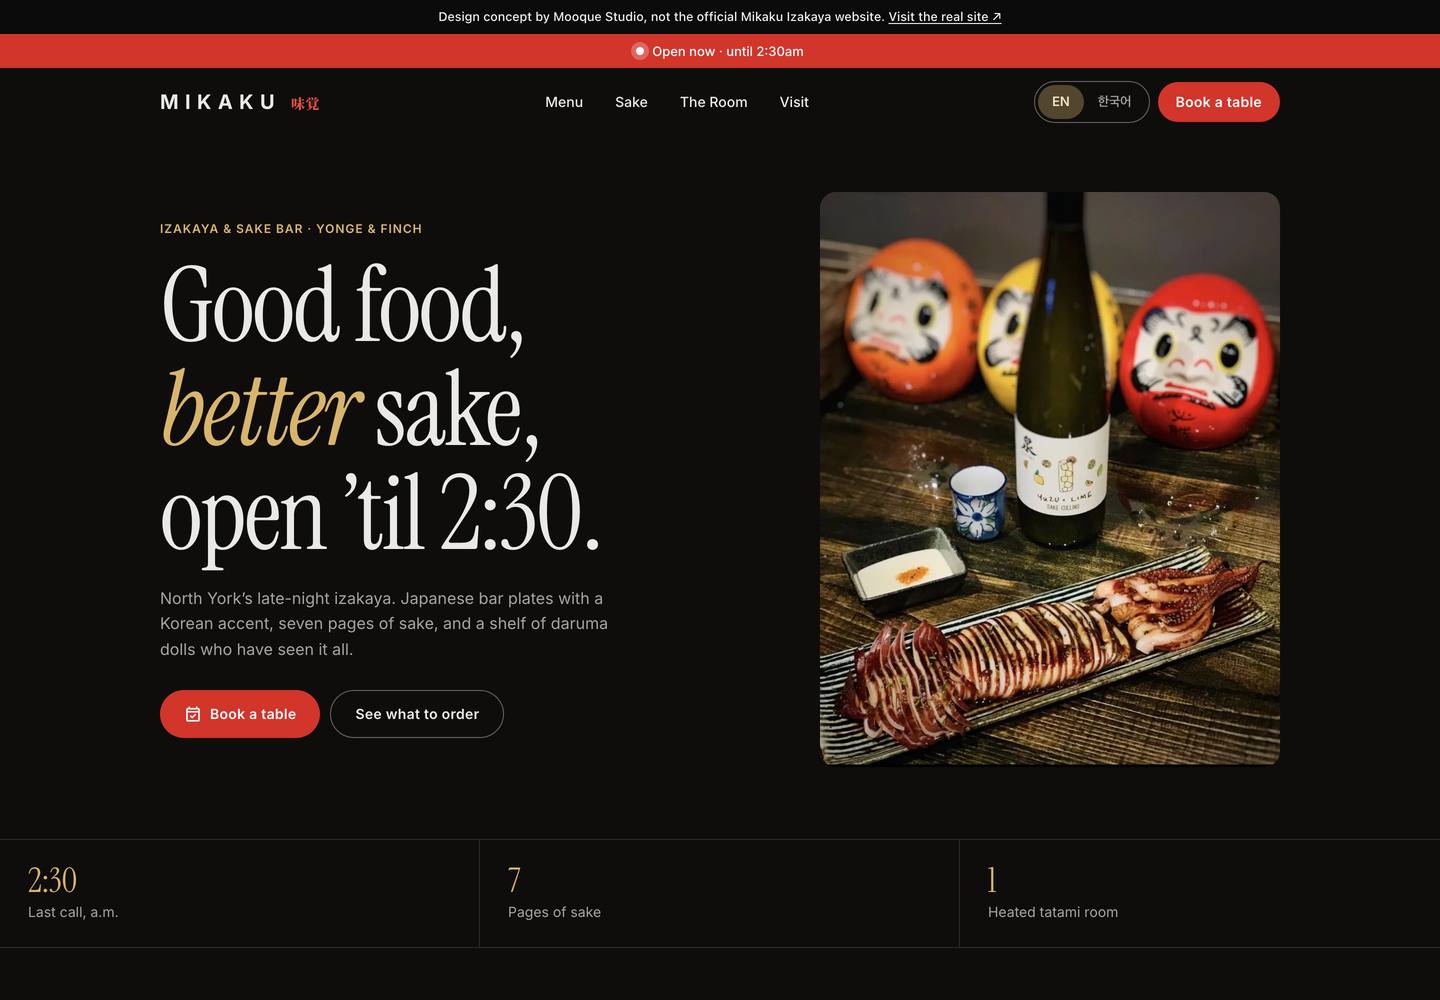 Design concept by Mooque Studio, not the official Mikaku Izakaya website. Visit the real site ↗
Open now · until 2:30am
MIKAKU 味覚
Menu
Sake
The Room
Visit
EN
한국어
Book a table
IZAKAYA & SAKE BAR · YONGE & FINCH
Good food,
better sake,
open ’til 2:30.
North York’s late-night izakaya. Japanese bar plates with a
Korean accent, seven pages of sake, and a shelf of daruma
dolls who have seen it all.
Book a table
See what to order
YUZU & LIME
SAKE COLLINS
2:30
Last call, a.m.
7
Pages of sake
1
Heated tatami room